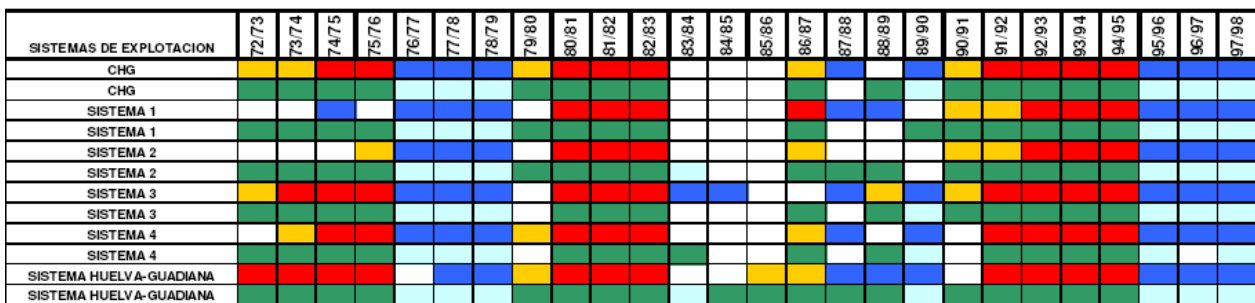 SISTEMAS DE EXPLOTACION 72/73 73/74 74/75 75/76 76/77 77/78 78/79 79/80 80/81 81/82 82/83 83/84 84/85 85/86 86/87 87/88 88/89 89/90 90/91 91/92 92/93 93/94 94/95 95/96 96/97 97/98
CHG
CHG
SISTEMA 1
SISTEMA 1
SISTEMA 2
SISTEMA 2
SISTEMA 3
SISTEMA 3
SISTEMA 4
SISTEMA 4
SISTEMA HUELVA-GUADIANA
SISTEMA HUELVA-GUADIANA